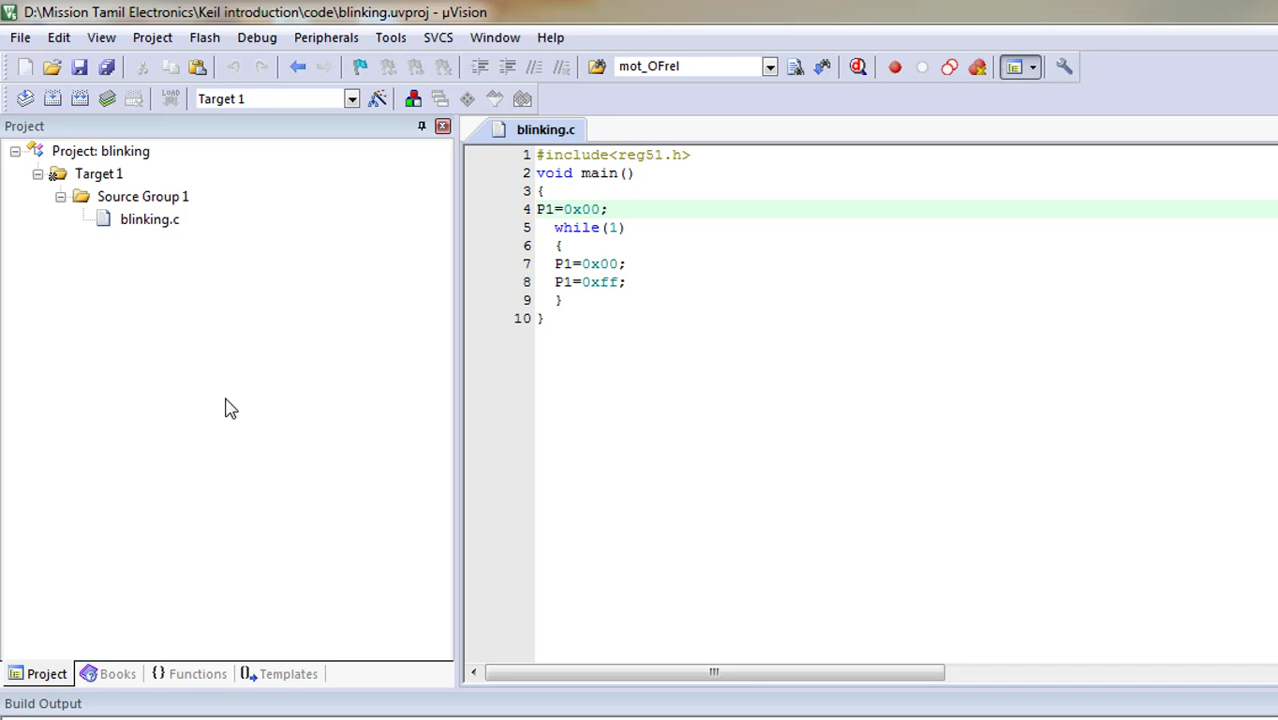 D:\Mission Tamil Electronics\Keil introduction\code\blinking.uvproj - µVision
File Edit View Project Flash Debug Peripherals Tools SVCS Window Help
mot_OFrel
LOAD
Target 1
Project
blinking.c
Project: blinking
Target 1
Source Group 1
blinking.c
1 #include<reg51.h>
2 void main()
3 {
4 P1=0x00;
5 while(1)
6 {
7 P1=0x00;
8 P1=0xff;
9 }
10 }
Project Books {} Functions Templates
Build Output